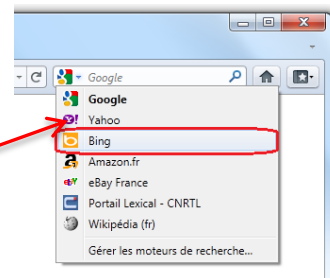 Google
Google
Yahoo
Bing
Amazon.fr
eBay France
Portail Lexical - CNRTL
Wikipédia (fr)
Gérer les moteurs de recherche...